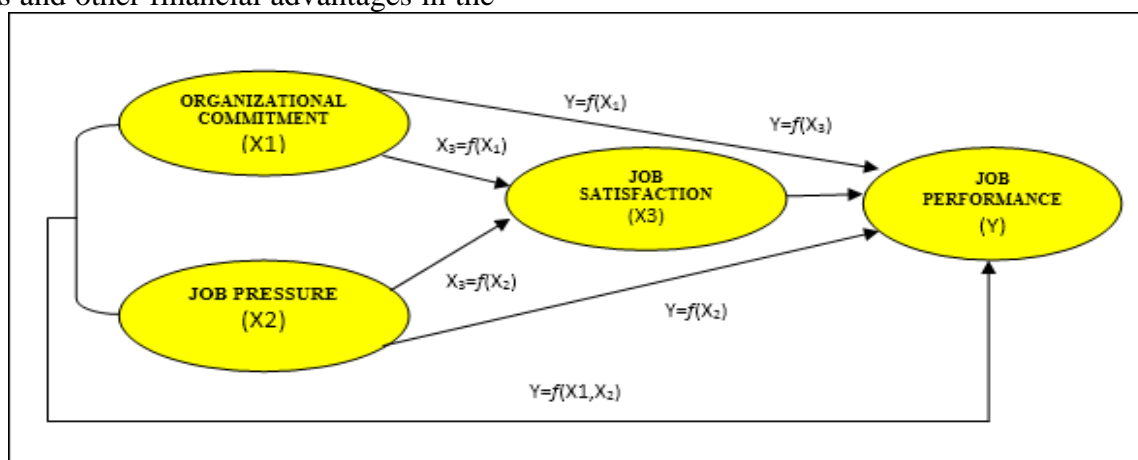 s and other financial advantages in the
ORGANIZATIONAL
COMMITMENT
(X1)
Y=f(X₁)
Y=f(X₃)
X₃=f(X₁)
JOB
SATISFACTION
(X3)
JOB
PERFORMANCE
(Y)
JOB PRESSURE
(X2)
X₃=f(X₂)
Y=f(X₂)
Y=f(X1,X₂)